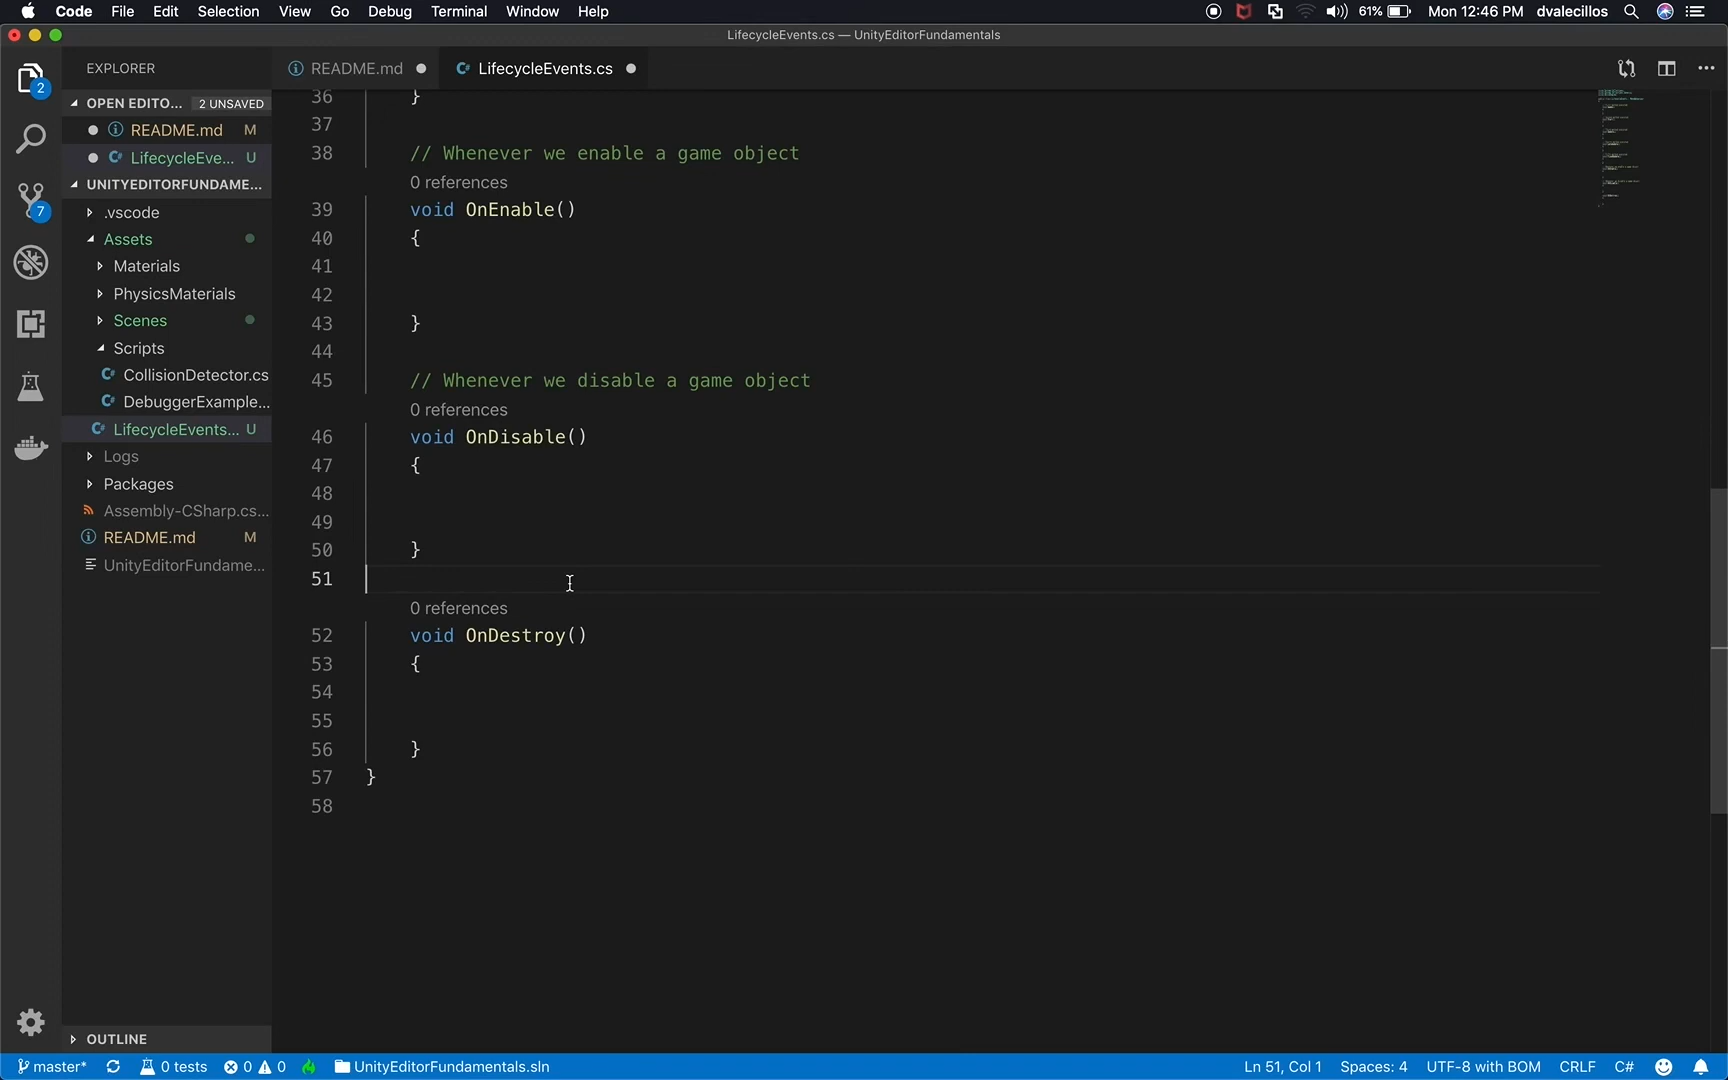 Code File Edit Selection View Go Debug Terminal Window Help 61% Mon 12:46 PM dvalecillos
LifecycleEvents.cs — UnityEditorFundamentals
EXPLORER
README.md
LifecycleEvents.cs
OPEN EDITO... 2 UNSAVED
README.md M
LifecycleEve... U
UNITYEDITORFUNDAME...
.vscode
Assets
Materials
PhysicsMaterials
Scenes
Scripts
CollisionDetector.cs
DebuggerExample...
LifecycleEvents... U
Logs
Packages
Assembly-CSharp.cs...
README.md M
UnityEditorFundame...
OUTLINE
2
7
36 }
37
38 // Whenever we enable a game object
0 references
39 void OnEnable()
40 {
41
42
43 }
44
45 // Whenever we disable a game object
0 references
46 void OnDisable()
47 {
48
49
50 }
51
0 references
52 void OnDestroy()
53 {
54
55
56 }
57 }
58
master* 0 tests 0 0 UnityEditorFundamentals.sln Ln 51, Col 1 Spaces: 4 UTF-8 with BOM CRLF C#